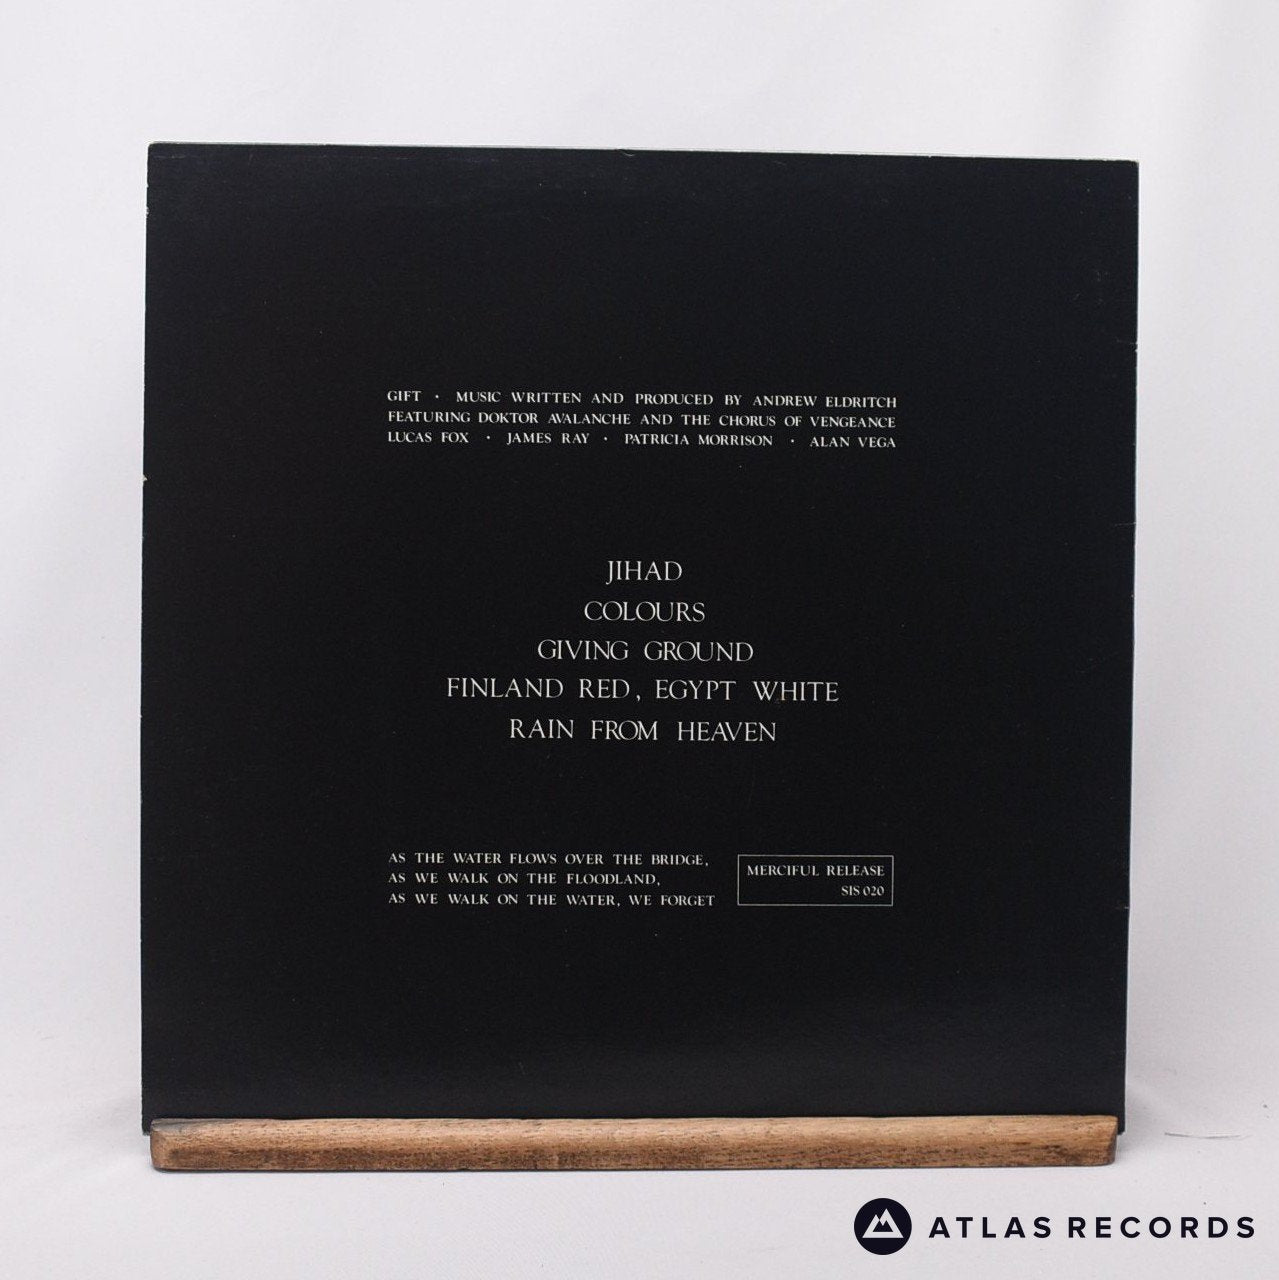 GIFT · MUSIC WRITTEN AND PRODUCED BY ANDREW ELDRITCH
FEATURING DOKTOR AVALANCHE AND THE CHORUS OF VENGEANCE
LUCAS FOX · JAMES RAY · PATRICIA MORRISON · ALAN VEGA
JIHAD
COLOURS
GIVING GROUND
FINLAND RED, EGYPT WHITE
RAIN FROM HEAVEN
AS THE WATER FLOWS OVER THE BRIDGE,
AS WE WALK ON THE FLOODLAND,
AS WE WALK ON THE WATER, WE FORGET
MERCIFUL RELEASE
SIS 020
ATLAS RECORDS